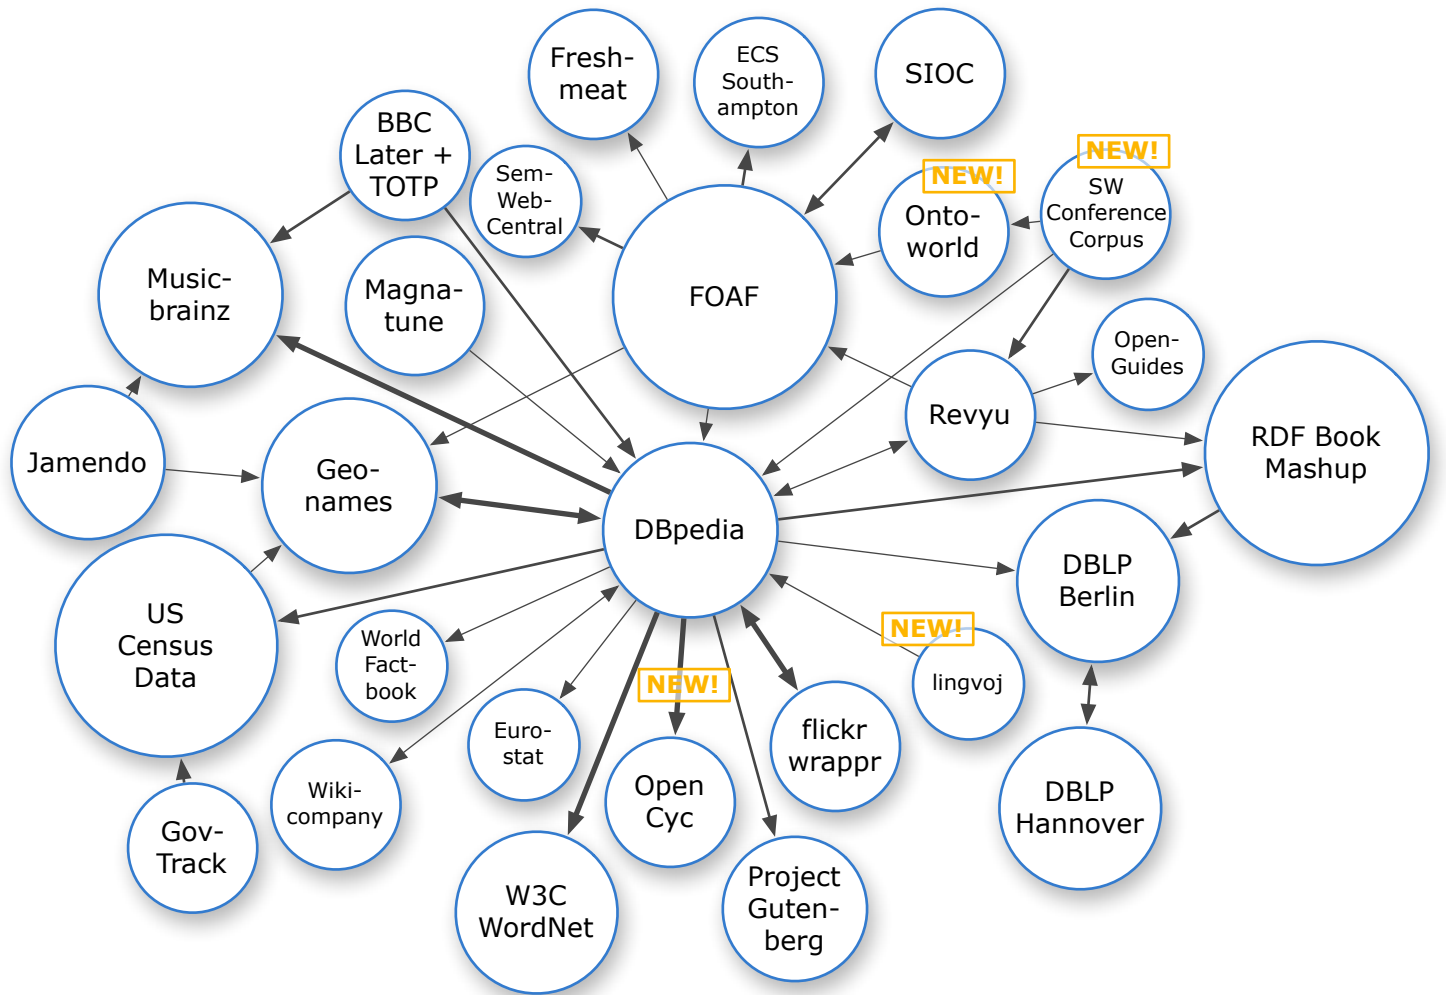 Fresh-
meat
ECS
South-
ampton
SIOC
BBC
Later +
TOTP
Sem-
Web-
Central
NEW!
Onto-
world
NEW!
SW
Conference
Corpus
Music-
brainz
Magna-
tune
FOAF
Open-
Guides
Revyu
RDF Book
Mashup
Jamendo
Geo-
names
DBpedia
DBLP
Berlin
US
Census
Data
World
Fact-
book
NEW!
lingvoj
NEW!
Euro-
stat
flickr
wrappr
Wiki-
company
Open
Cyc
DBLP
Hannover
Gov-
Track
W3C
WordNet
Project
Guten-
berg